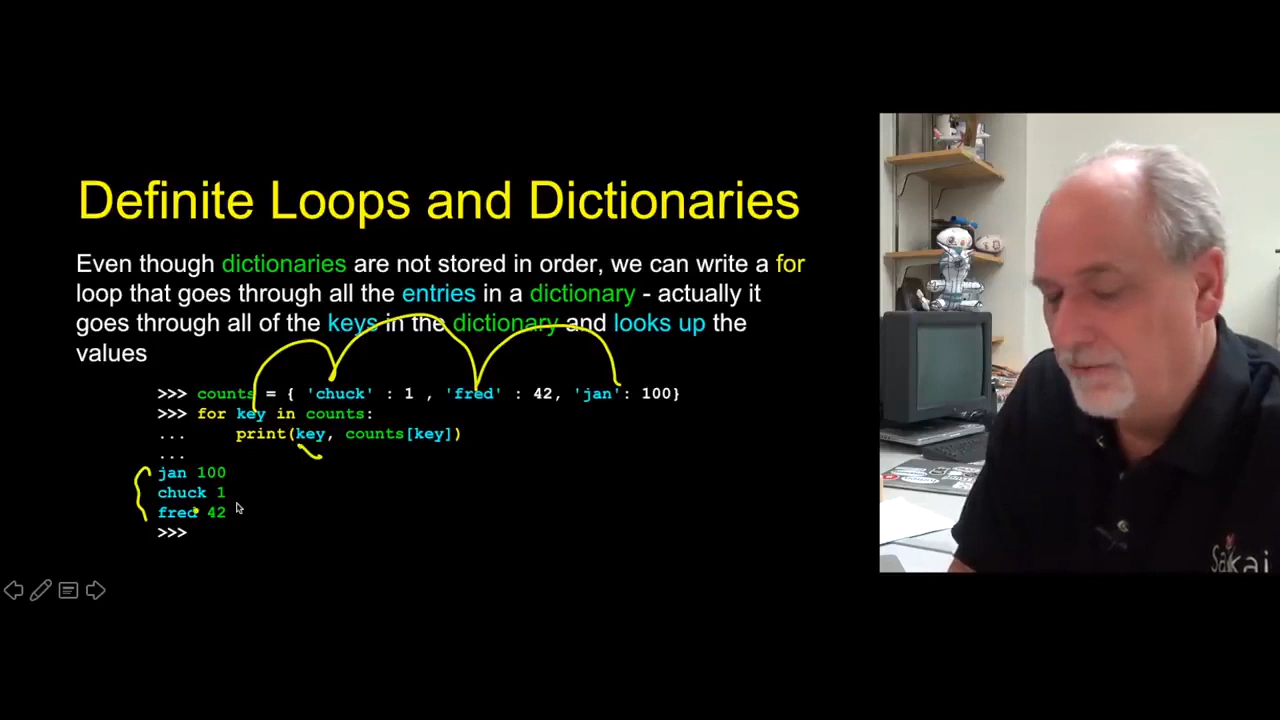 Definite Loops and Dictionaries
Even though dictionaries are not stored in order, we can write a for
loop that goes through all the entries in a dictionary - actually it
goes through all of the keys in the dictionary and looks up the
values
>>> counts = { 'chuck' : 1 , 'fred' : 42, 'jan': 100}
>>> for key in counts:
...     print(key, counts[key])
...
jan 100
chuck 1
fred 42
>>>
Sakai